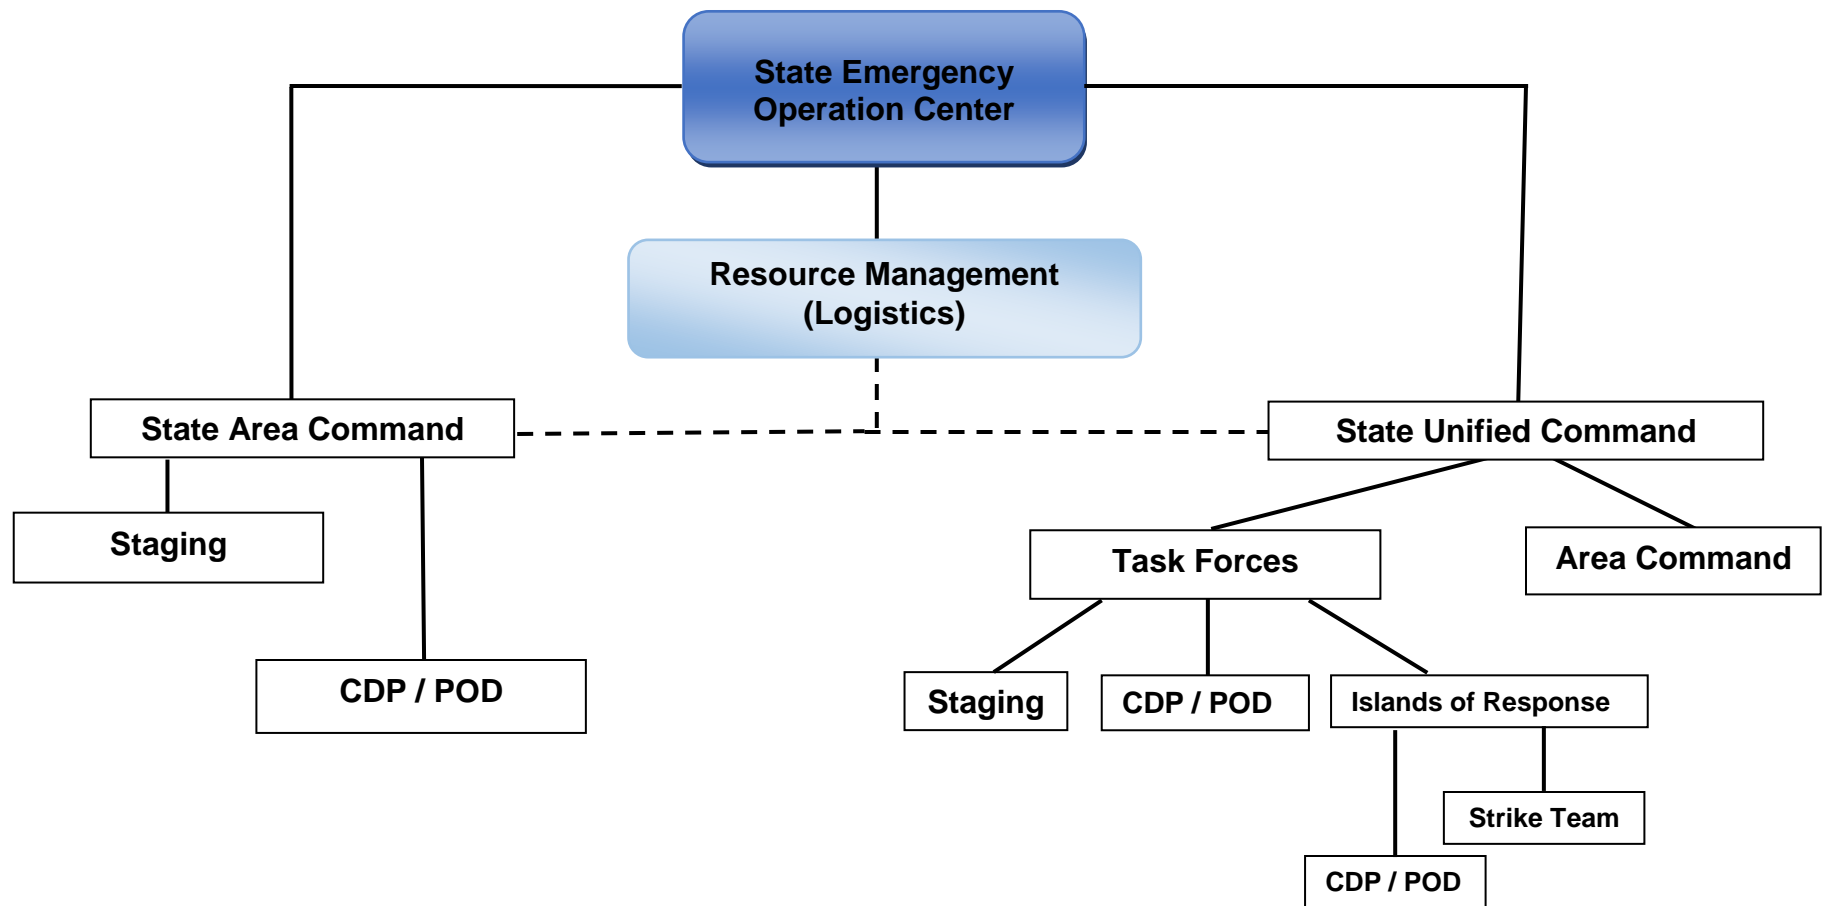 State Emergency
Operation Center
Resource Management
(Logistics)
State Area Command
State Unified Command
Staging
Task Forces
Area Command
CDP / POD
Staging
CDP / POD
Islands of Response
Strike Team
CDP / POD